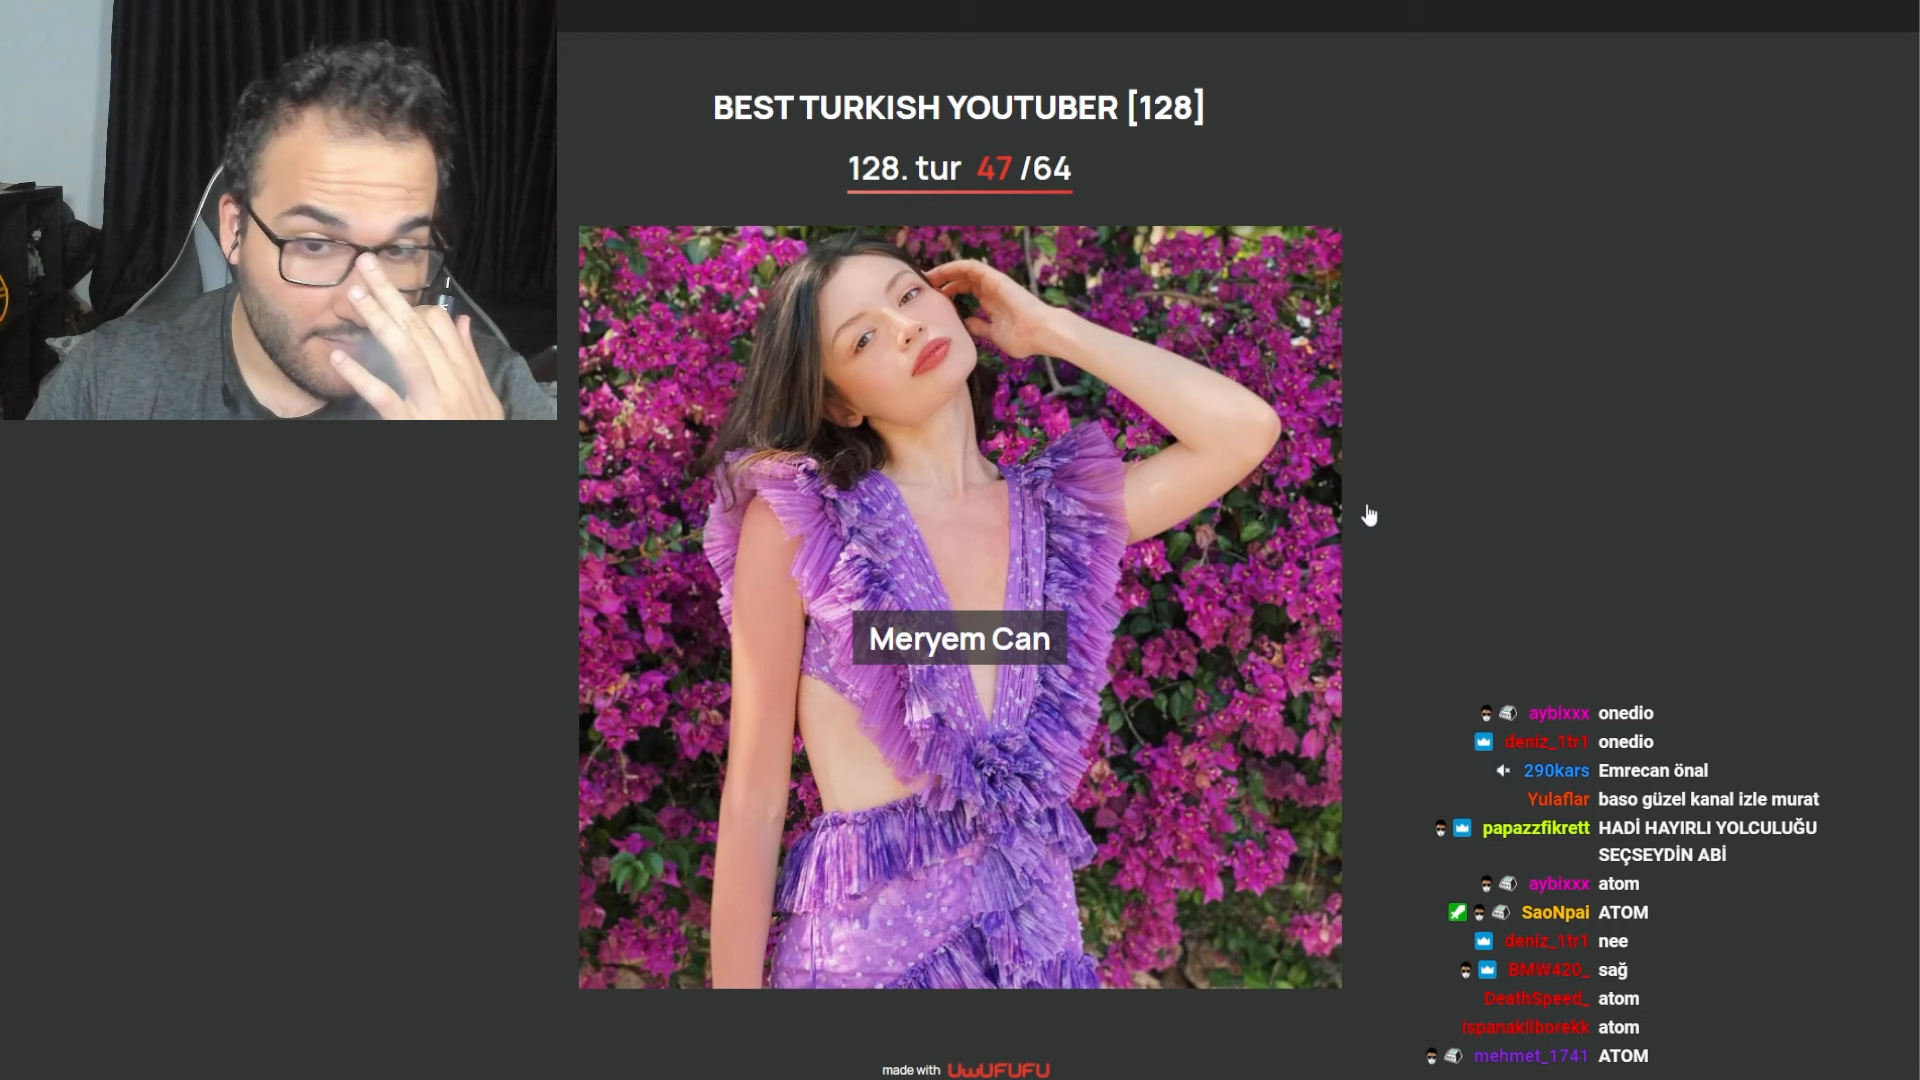 BEST TURKISH YOUTUBER [128]
128. tur 47 /64
Meryem Can
aybixxx onedio
deniz_1tr1 onedio
290kars Emrecan önal
Yulaflar baso güzel kanal izle murat
papazzfikrett HADİ HAYIRLI YOLCULUĞU
SEÇSEYDİN ABİ
aybixxx atom
SaoNpai ATOM
deniz_1tr1 nee
BMW420_ sağ
DeathSpeed_ atom
ispanakliborekk atom
mehmet_1741 ATOM
made with UwUFUFU